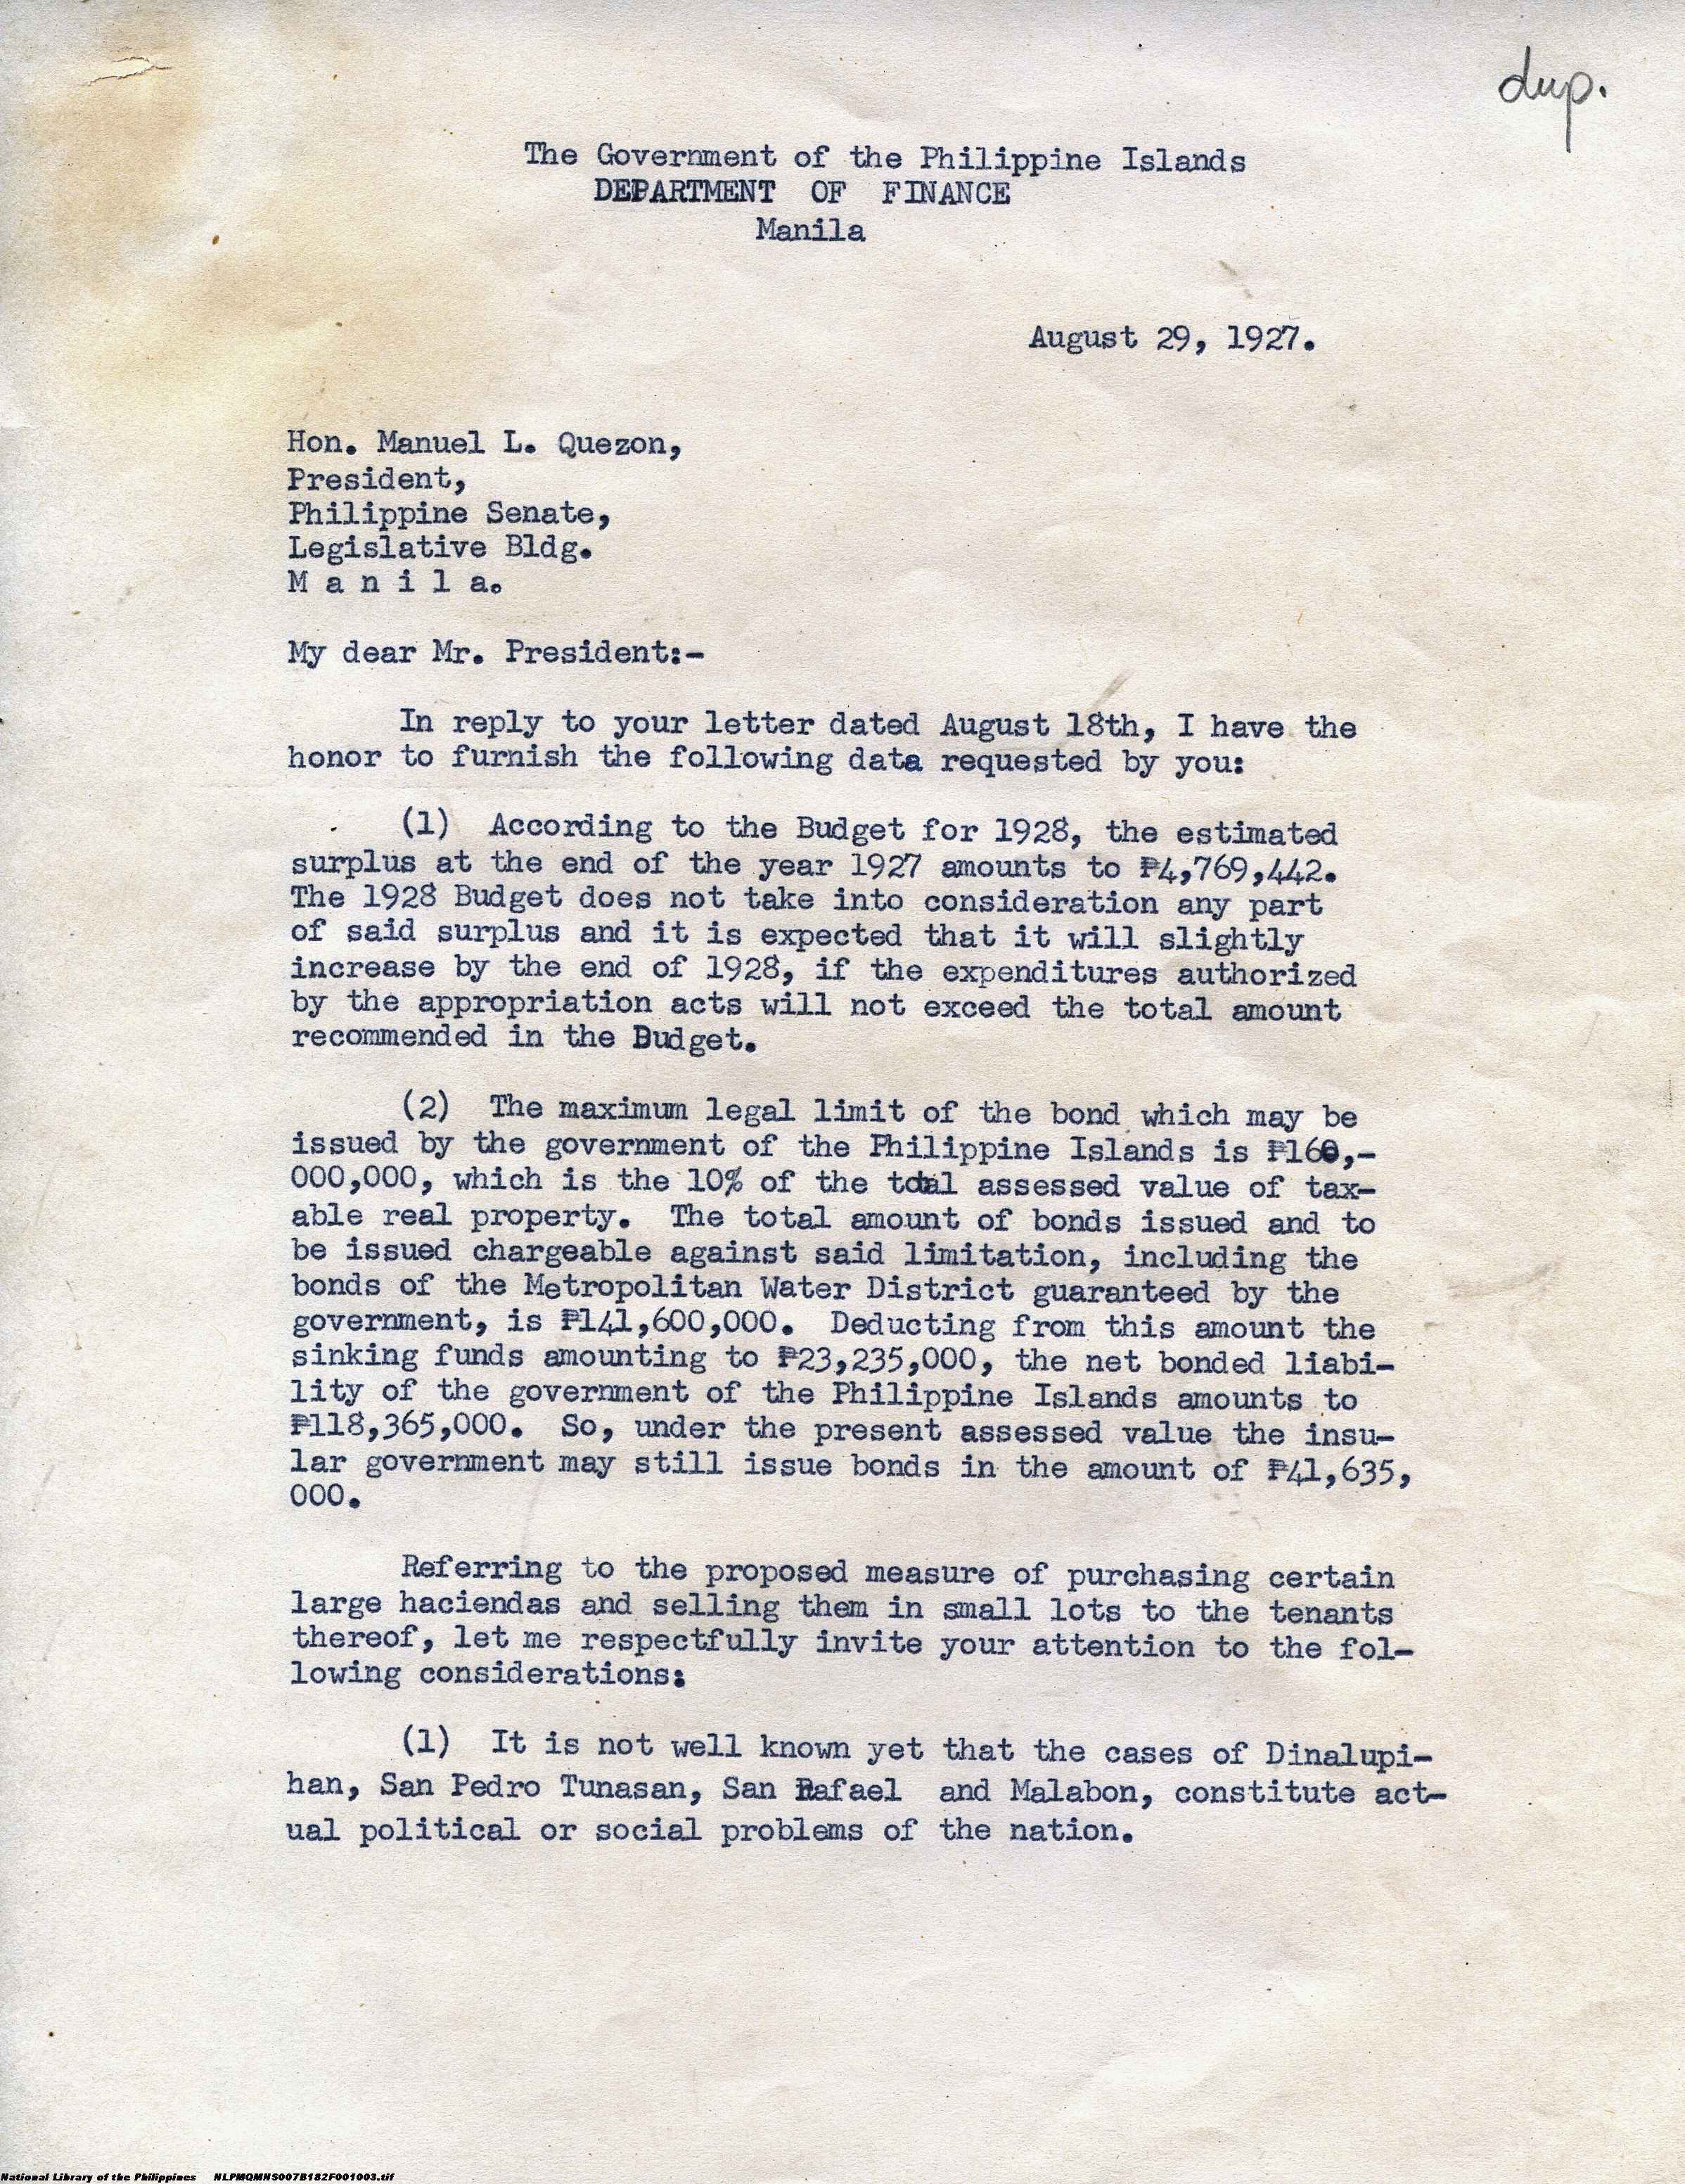 dup.
The Government of the Philippine Islands
DEPARTMENT OF FINANCE
Manila
August 29, 1927.
Hon. Manuel L. Quezon,
President,
Philippine Senate,
Legislative Bldg.
M a n i l a.
My dear Mr. President:-
In reply to your letter dated August 18th, I have the
honor to furnish the following data requested by you:
(1) According to the Budget for 1928, the estimated
surplus at the end of the year 1927 amounts to ₱4,769,442.
The 1928 Budget does not take into consideration any part
of said surplus and it is expected that it will slightly
increase by the end of 1928, if the expenditures authorized
by the appropriation acts will not exceed the total amount
recommended in the Budget.
(2) The maximum legal limit of the bond which may be
issued by the government of the Philippine Islands is ₱160,-
000,000, which is the 10% of the total assessed value of tax-
able real property. The total amount of bonds issued and to
be issued chargeable against said limitation, including the
bonds of the Metropolitan Water District guaranteed by the
government, is ₱141,600,000. Deducting from this amount the
sinking funds amounting to ₱23,235,000, the net bonded liabi-
lity of the government of the Philippine Islands amounts to
₱118,365,000. So, under the present assessed value the insu-
lar government may still issue bonds in the amount of ₱41,635,
000.
Referring to the proposed measure of purchasing certain
large haciendas and selling them in small lots to the tenants
thereof, let me respectfully invite your attention to the fol-
lowing considerations:
(1) It is not well known yet that the cases of Dinalupi-
han, San Pedro Tunasan, San Rafael and Malabon, constitute act-
ual political or social problems of the nation.
National Library of the Philippines NLPMQMNS007B182F001003.tif